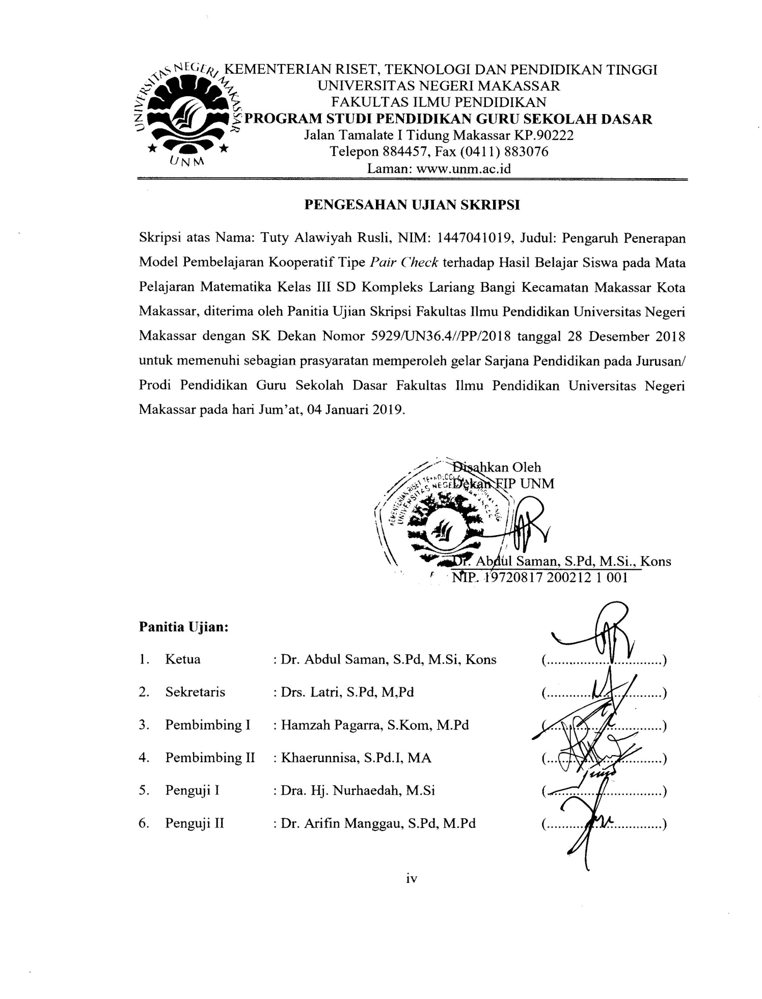 UNIVERSITAS NEGERI MAKASSAR
UNM
KEMENTERIAN RISET, TEKNOLOGI DAN PENDIDIKAN TINGGI
UNIVERSITAS NEGERI MAKASSAR
FAKULTAS ILMU PENDIDIKAN
PROGRAM STUDI PENDIDIKAN GURU SEKOLAH DASAR
Jalan Tamalate I Tidung Makassar KP.90222
Telepon 884457, Fax (0411) 883076
Laman: www.unm.ac.id
PENGESAHAN UJIAN SKRIPSI
Skripsi atas Nama: Tuty Alawiyah Rusli, NIM: 1447041019, Judul: Pengaruh Penerapan
Model Pembelajaran Kooperatif Tipe Pair Check terhadap Hasil Belajar Siswa pada Mata
Pelajaran Matematika Kelas III SD Kompleks Lariang Bangi Kecamatan Makassar Kota
Makassar, diterima oleh Panitia Ujian Skripsi Fakultas Ilmu Pendidikan Universitas Negeri
Makassar dengan SK Dekan Nomor 5929/UN36.4//PP/2018 tanggal 28 Desember 2018
untuk memenuhi sebagian prasyaratan memperoleh gelar Sarjana Pendidikan pada Jurusan/
Prodi Pendidikan Guru Sekolah Dasar Fakultas Ilmu Pendidikan Universitas Negeri
Makassar pada hari Jum'at, 04 Januari 2019.
Disahkan Oleh
Dekan FIP UNM
KEMENTERIAN RISET TEKNOLOGI DAN PENDIDIKAN TINGGI
UNIVERSITAS NEGERI MAKASSAR
Dr. Abdul Saman, S.Pd, M.Si., Kons
NIP. 19720817 200212 1 001
Panitia Ujian:
1. Ketua : Dr. Abdul Saman, S.Pd, M.Si, Kons (..............................)
2. Sekretaris : Drs. Latri, S.Pd, M,Pd (..............................)
3. Pembimbing I : Hamzah Pagarra, S.Kom, M.Pd (..............................)
4. Pembimbing II : Khaerunnisa, S.Pd.I, MA (..............................)
5. Penguji I : Dra. Hj. Nurhaedah, M.Si (..............................)
6. Penguji II : Dr. Arifin Manggau, S.Pd, M.Pd (..............................)
iv